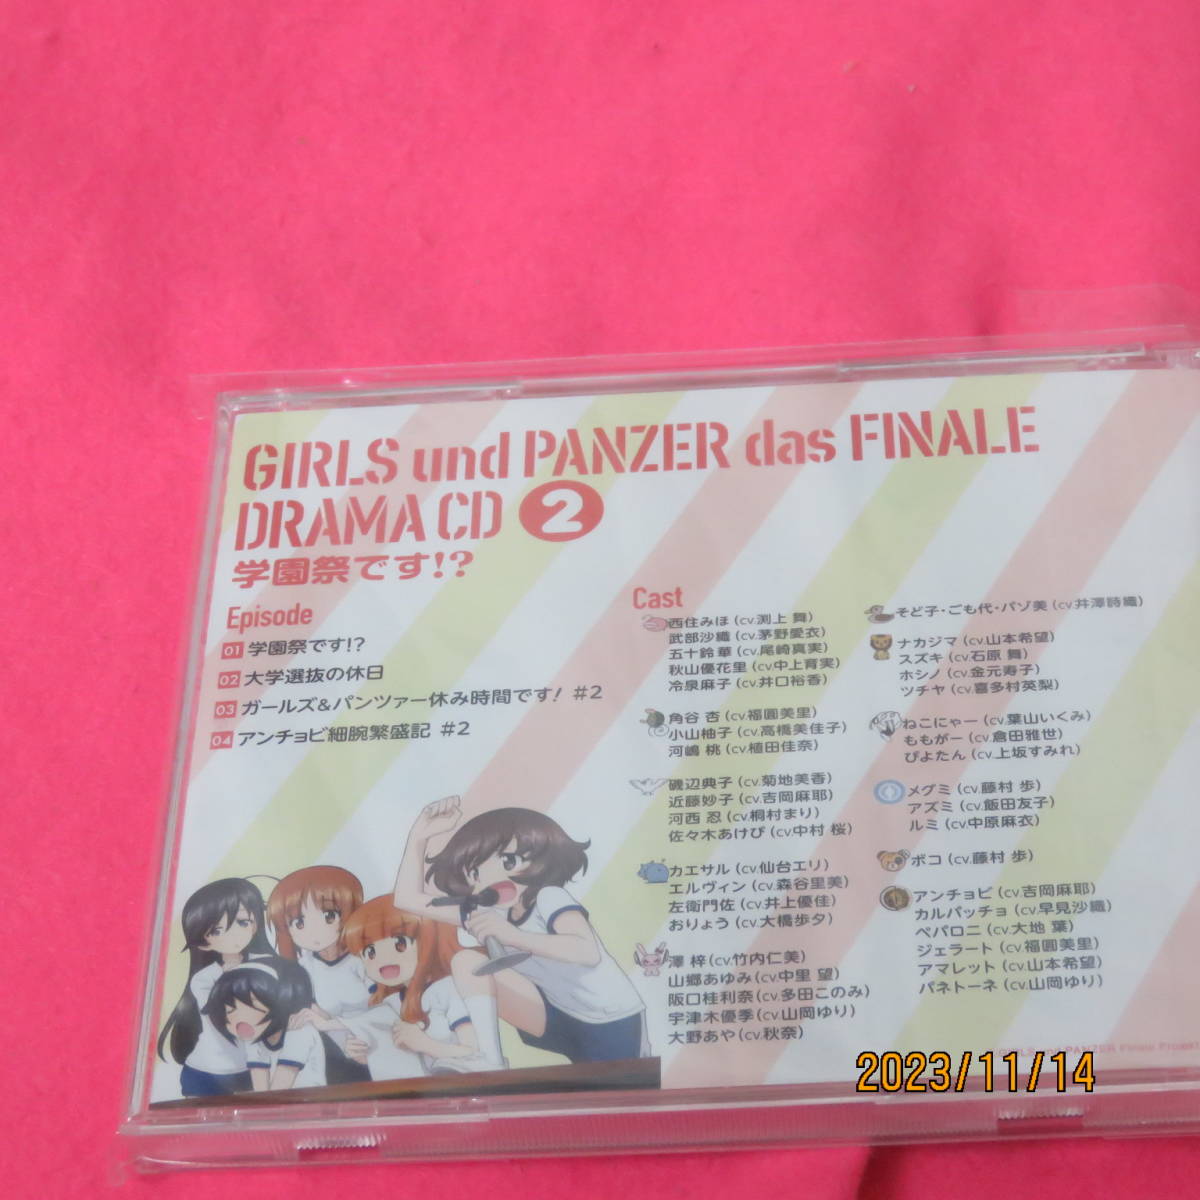 GIRLS und PANZER das FINALE
DRAMA CD 2
学園祭です!?
Episode
01 学園祭です!?
02 大学選抜の休日
03 ガールズ&パンツァー休み時間です! #2
04 アンチョビ細腕繁盛記 #2
Cast
西住みほ (cv.渕上 舞)
武部沙織 (cv.茅野愛衣)
五十鈴 華 (cv.尾崎真実)
秋山優花里 (cv.中上育実)
冷泉麻子 (cv.井口裕香)
角谷 杏 (cv.福圓美里)
小山柚子 (cv.高橋美佳子)
河嶋 桃 (cv.植田佳奈)
磯辺典子 (cv.菊地美香)
近藤妙子 (cv.吉岡麻耶)
河西 忍 (cv.桐村まり)
佐々木あけび (cv.中村 桜)
カエサル (cv.仙台エリ)
エルヴィン (cv.森谷里美)
左衛門佐 (cv.井上優佳)
おりょう (cv.大橋歩夕)
澤 梓 (cv.竹内仁美)
山郷あゆみ (cv.中里 望)
阪口桂利奈 (cv.多田このみ)
宇津木優季 (cv.山岡ゆり)
大野あや (cv.秋奈)
そど子・ごも代・パゾ美 (cv.井澤詩織)
ナカジマ (cv.山本希望)
スズキ (cv.石原 舞)
ホシノ (cv.金元寿子)
ツチヤ (cv.喜多村英梨)
ねこにゃー (cv.葉山いくみ)
ももがー (cv.倉田雅世)
ぴよたん (cv.上坂すみれ)
メグミ (cv.藤村 歩)
アズミ (cv.飯田友子)
ルミ (cv.中原麻衣)
ボコ (cv.藤村 歩)
アンチョビ (cv.吉岡麻耶)
カルパッチョ (cv.早見沙織)
ペパロニ (cv.大地 葉)
ジェラート (cv.福圓美里)
アマレット (cv.山本希望)
パネトーネ (cv.山岡ゆり)
GIRLS und PANZER Finale Projekt
2023/11/14